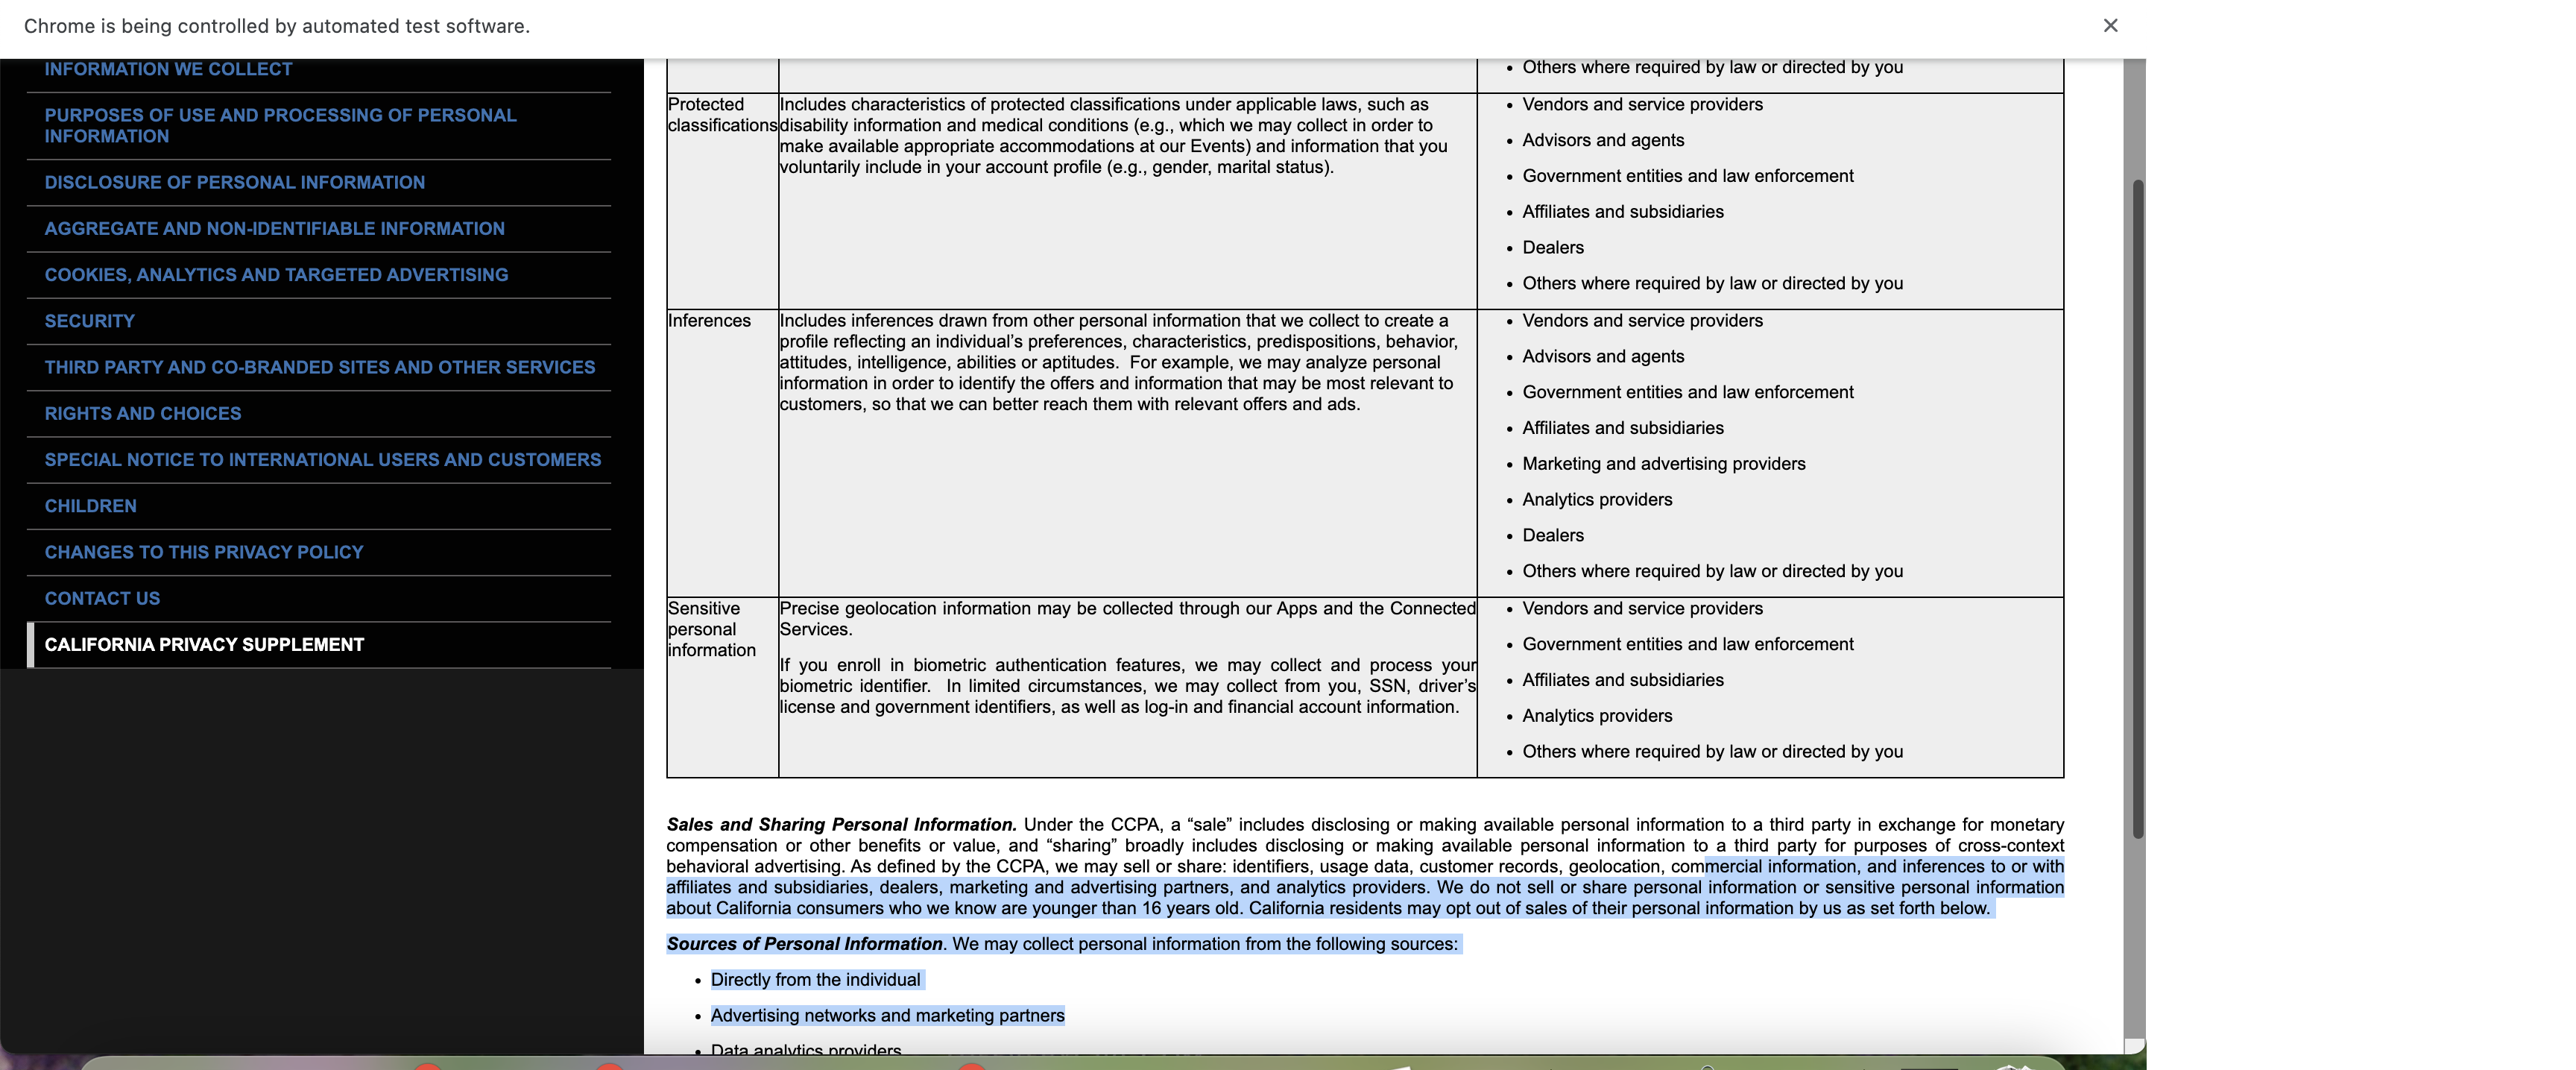 Chrome is being controlled by automated test software.
INFORMATION WE COLLECT
PURPOSES OF USE AND PROCESSING OF PERSONAL
INFORMATION
DISCLOSURE OF PERSONAL INFORMATION
AGGREGATE AND NON-IDENTIFIABLE INFORMATION
COOKIES, ANALYTICS AND TARGETED ADVERTISING
SECURITY
THIRD PARTY AND CO-BRANDED SITES AND OTHER SERVICES
RIGHTS AND CHOICES
SPECIAL NOTICE TO INTERNATIONAL USERS AND CUSTOMERS
CHILDREN
CHANGES TO THIS PRIVACY POLICY
CONTACT US
CALIFORNIA PRIVACY SUPPLEMENT
• Others where required by law or directed by you
Protected
classifications
Includes characteristics of protected classifications under applicable laws, such as
disability information and medical conditions (e.g., which we may collect in order to
make available appropriate accommodations at our Events) and information that you
voluntarily include in your account profile (e.g., gender, marital status).
• Vendors and service providers
• Advisors and agents
• Government entities and law enforcement
• Affiliates and subsidiaries
• Dealers
• Others where required by law or directed by you
Inferences
Includes inferences drawn from other personal information that we collect to create a
profile reflecting an individual’s preferences, characteristics, predispositions, behavior,
attitudes, intelligence, abilities or aptitudes.  For example, we may analyze personal
information in order to identify the offers and information that may be most relevant to
customers, so that we can better reach them with relevant offers and ads.
• Vendors and service providers
• Advisors and agents
• Government entities and law enforcement
• Affiliates and subsidiaries
• Marketing and advertising providers
• Analytics providers
• Dealers
• Others where required by law or directed by you
Sensitive
personal
information
Precise geolocation information may be collected through our Apps and the Connected
Services.
If you enroll in biometric authentication features, we may collect and process your
biometric identifier.  In limited circumstances, we may collect from you, SSN, driver’s
license and government identifiers, as well as log-in and financial account information.
• Vendors and service providers
• Government entities and law enforcement
• Affiliates and subsidiaries
• Analytics providers
• Others where required by law or directed by you
Sales and Sharing Personal Information. Under the CCPA, a “sale” includes disclosing or making available personal information to a third party in exchange for monetary
compensation or other benefits or value, and “sharing” broadly includes disclosing or making available personal information to a third party for purposes of cross-context
behavioral advertising. As defined by the CCPA, we may sell or share: identifiers, usage data, customer records, geolocation, commercial information, and inferences to or with
affiliates and subsidiaries, dealers, marketing and advertising partners, and analytics providers. We do not sell or share personal information or sensitive personal information
about California consumers who we know are younger than 16 years old. California residents may opt out of sales of their personal information by us as set forth below.
Sources of Personal Information. We may collect personal information from the following sources:
• Directly from the individual
• Advertising networks and marketing partners
• Data analytics providers